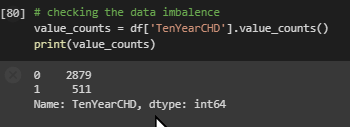 [80] # checking the data imbalence
value_counts = df['TenYearCHD'].value_counts()
print(value_counts)
0    2879
1     511
Name: TenYearCHD, dtype: int64